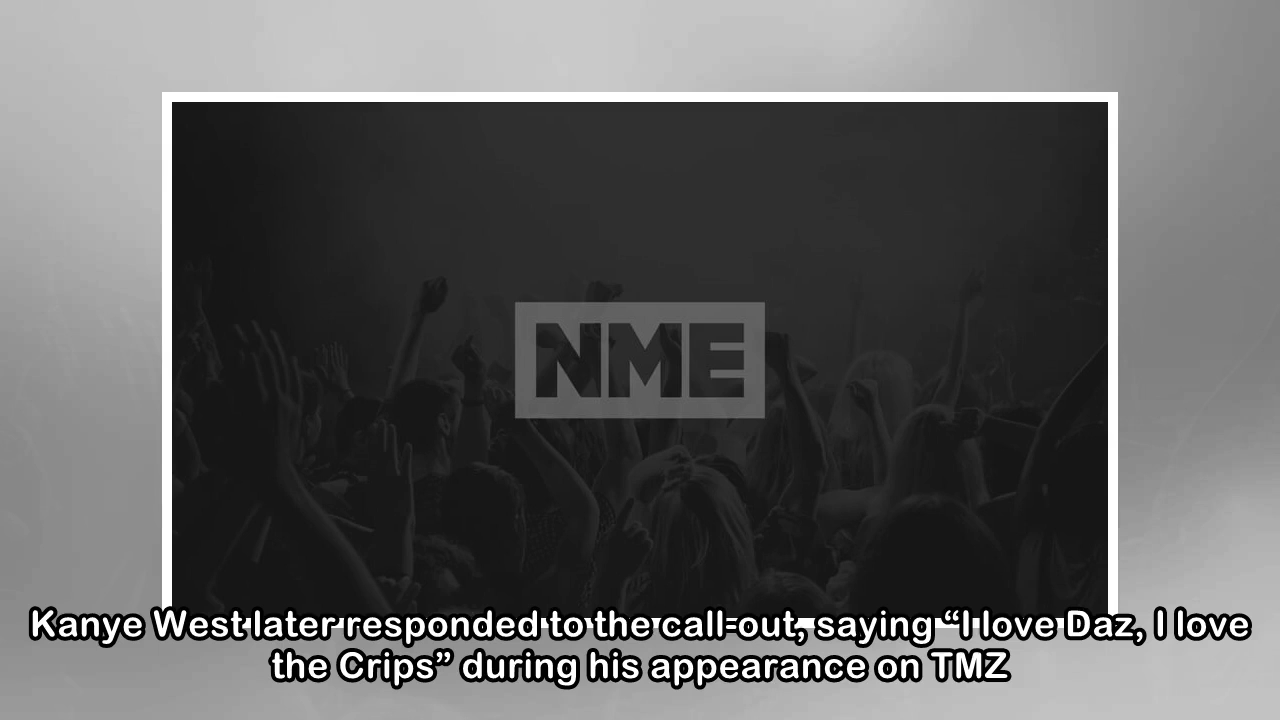 NME
Kanye West later responded to the call-out, saying “I love Daz, I love
the Crips” during his appearance on TMZ